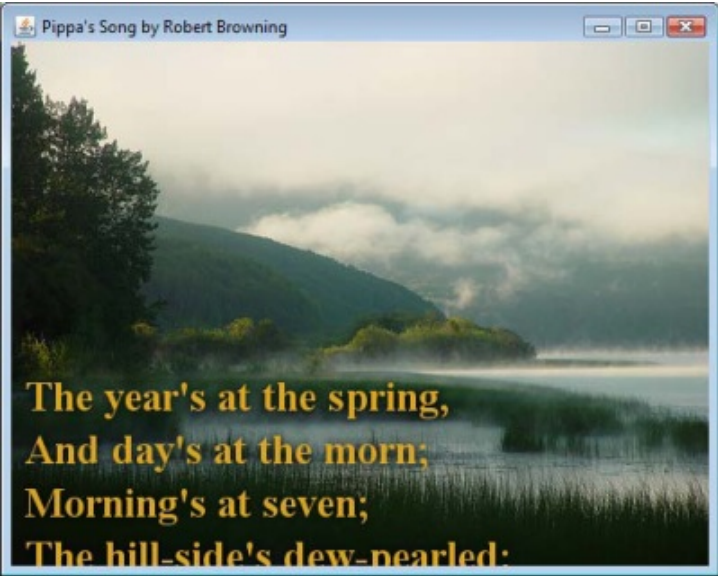 Pippa's Song by Robert Browning
The year's at the spring,
And day's at the morn;
Morning's at seven;
The hill-side's dew-pearled;